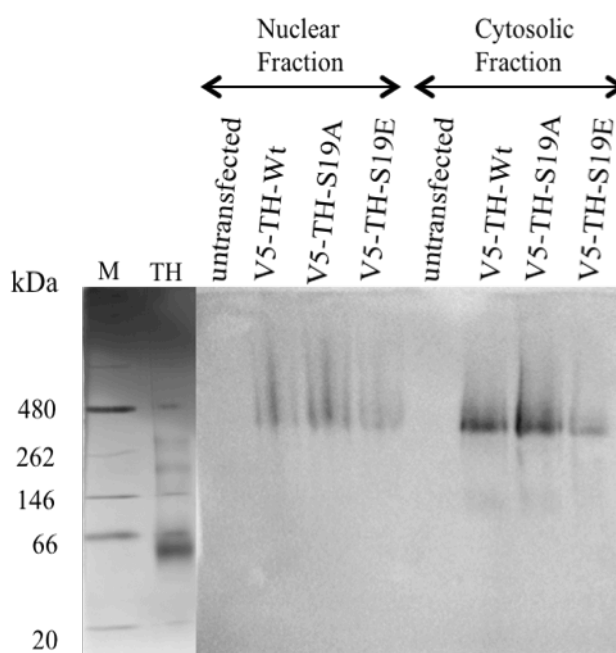 Nuclear
Fraction
Cytosolic
Fraction
untransfected
V5-TH-Wt
V5-TH-S19A
V5-TH-S19E
untransfected
V5-TH-Wt
V5-TH-S19A
V5-TH-S19E
kDa
M TH
480
262
146
66
20